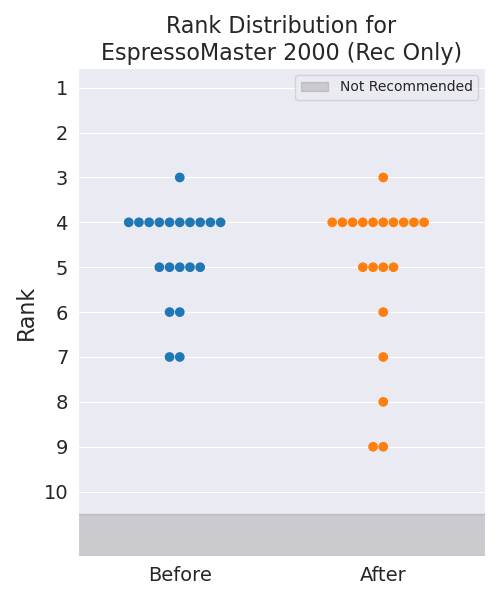 Rank Distribution for
EspressoMaster 2000 (Rec Only)
Not Recommended
1
2
3
4
5
6
7
8
9
10
Rank
Before
After